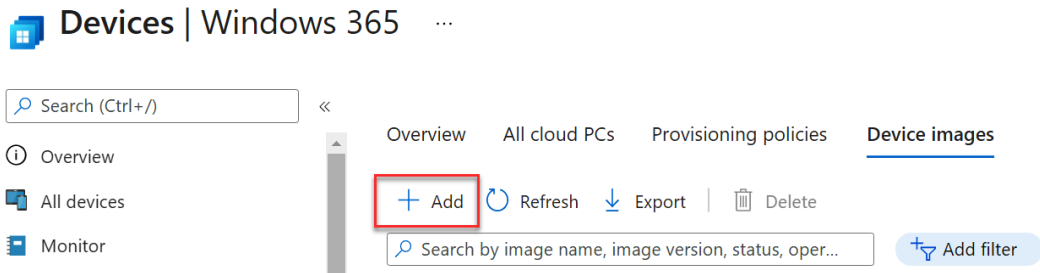 Devices | Windows 365 ...
Search (Ctrl+/) «
Overview All cloud PCs Provisioning policies Device images
Overview
Add Refresh Export Delete
All devices
Monitor
Search by image name, image version, status, oper... Add filter